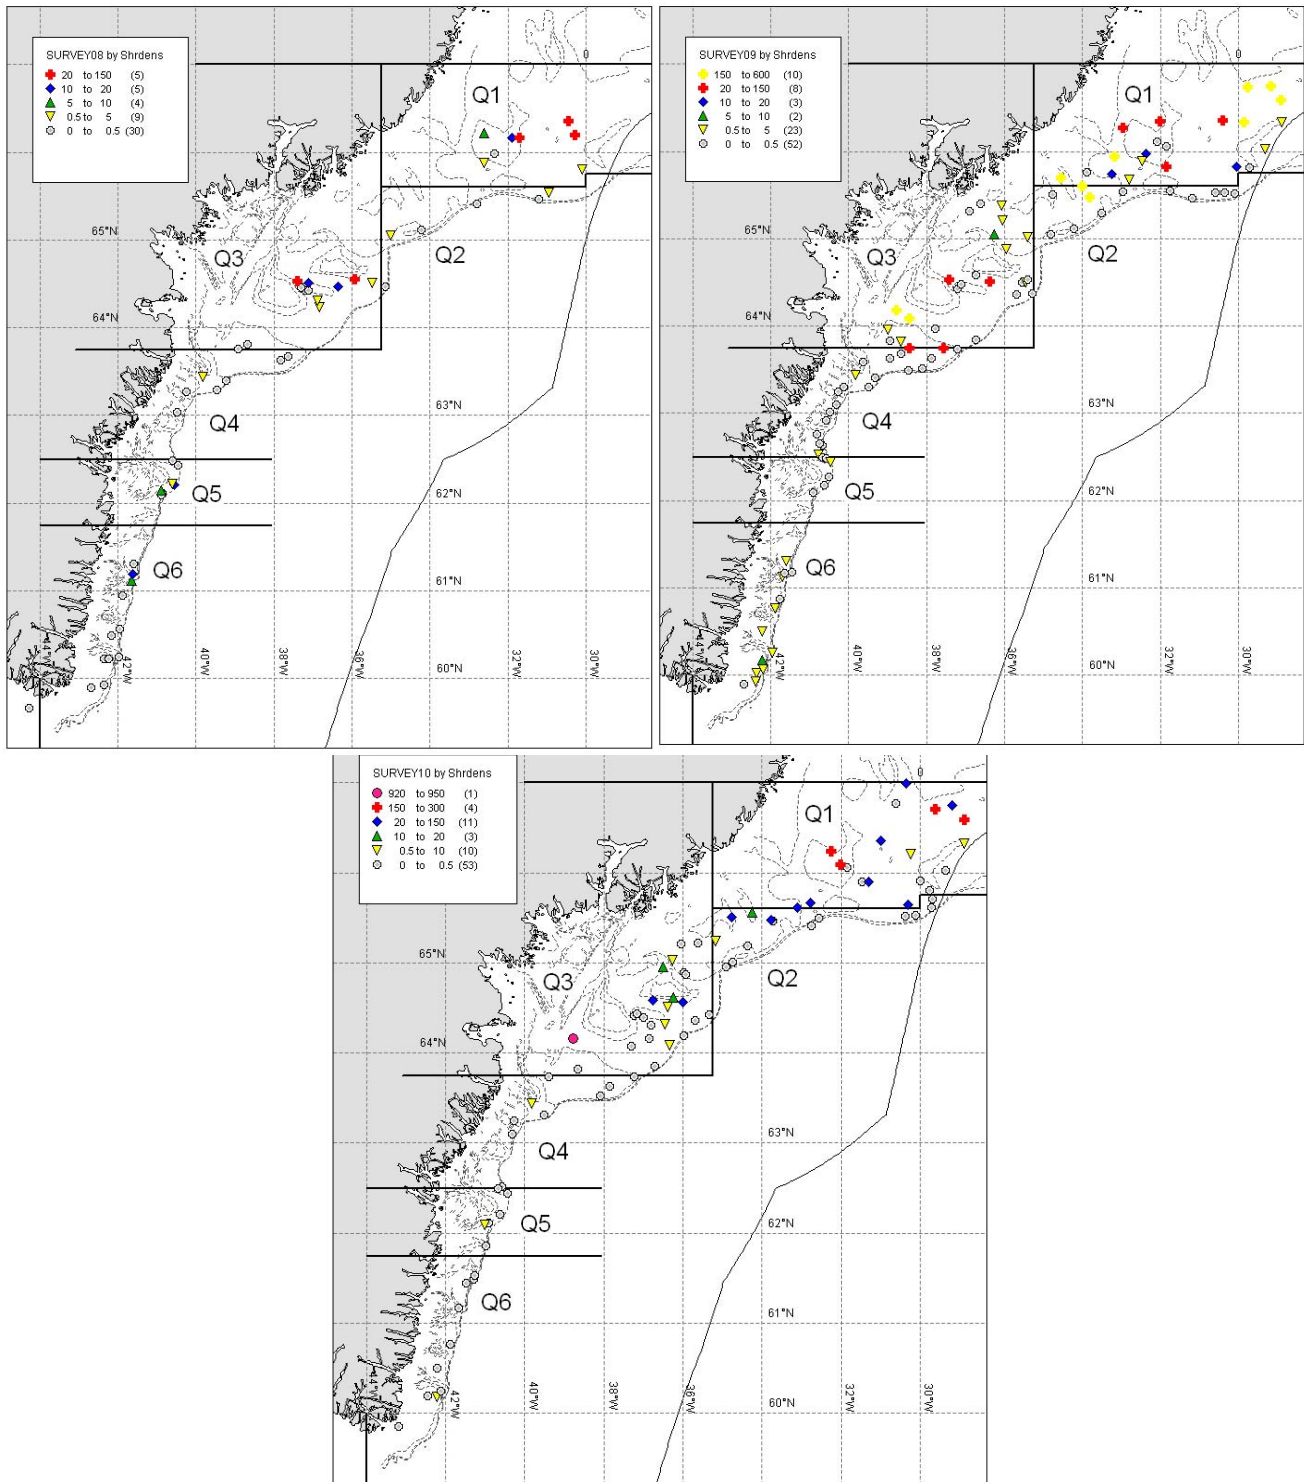 SURVEY08 by Shrdens
20 to 150 (5)
10 to 20 (5)
5 to 10 (4)
0.5 to 5 (9)
0 to 0.5 (30)
0
Q1
65°N
Q3
Q2
64°N
63°N
Q4
62°N
Q5
Q6
61°N
44°W
42°W
40°W
38°W
36°W
32°W
30°W
60°N
SURVEY09 by Shrdens
150 to 600 (10)
20 to 150 (8)
10 to 20 (3)
5 to 10 (2)
0.5 to 5 (23)
0 to 0.5 (52)
0
Q1
65°N
Q3
Q2
64°N
63°N
Q4
62°N
Q5
Q6
61°N
44°W
42°W
40°W
38°W
36°W
32°W
30°W
60°N
SURVEY10 by Shrdens
920 to 950 (1)
150 to 300 (4)
20 to 150 (11)
10 to 20 (3)
0.5 to 10 (10)
0 to 0.5 (53)
0
Q1
65°N
Q3
Q2
64°N
63°N
Q4
62°N
Q5
Q6
61°N
44°W
42°W
40°W
38°W
36°W
32°W
30°W
60°N